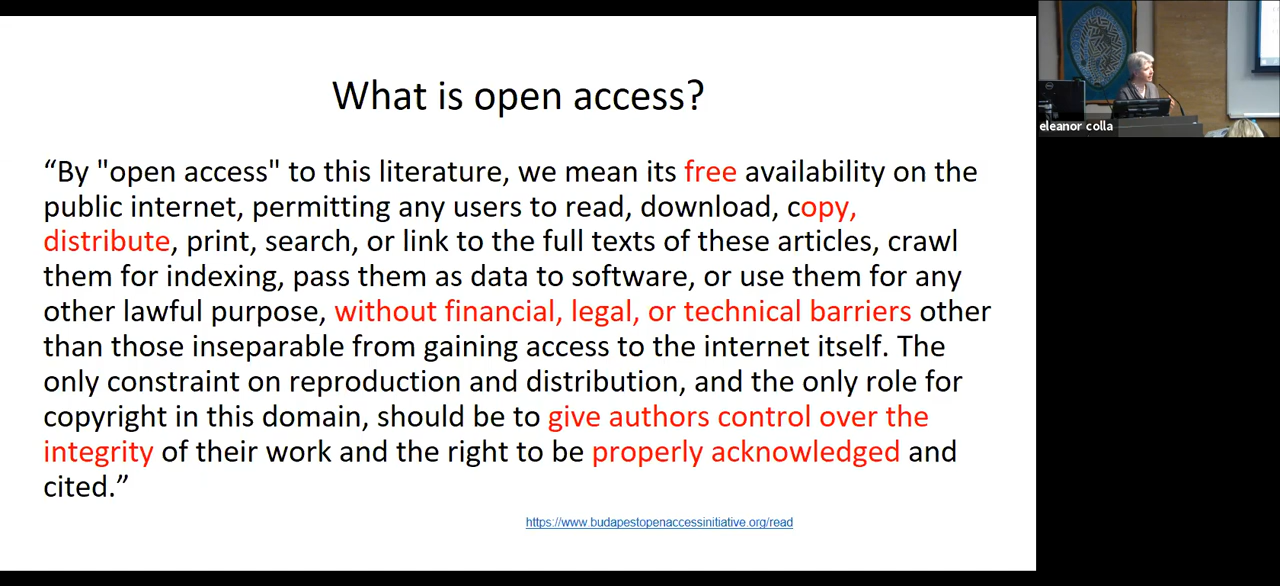 What is open access?
“By "open access" to this literature, we mean its free availability on the
public internet, permitting any users to read, download, copy,
distribute, print, search, or link to the full texts of these articles, crawl
them for indexing, pass them as data to software, or use them for any
other lawful purpose, without financial, legal, or technical barriers other
than those inseparable from gaining access to the internet itself. The
only constraint on reproduction and distribution, and the only role for
copyright in this domain, should be to give authors control over the
integrity of their work and the right to be properly acknowledged and
cited.”
https://www.budapestopenaccessinitiative.org/read
eleanor colla